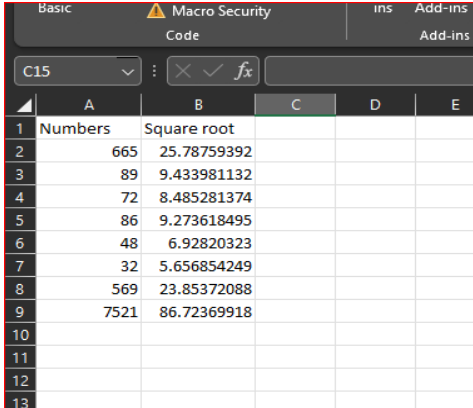 Basic Macro Security ins Add-ins
Code Add-ins
C15 fx
A B C D E
1 Numbers Square root
2 665 25.78759392
3 89 9.433981132
4 72 8.485281374
5 86 9.273618495
6 48 6.92820323
7 32 5.656854249
8 569 23.85372088
9 7521 86.72369918
10
11
12
13